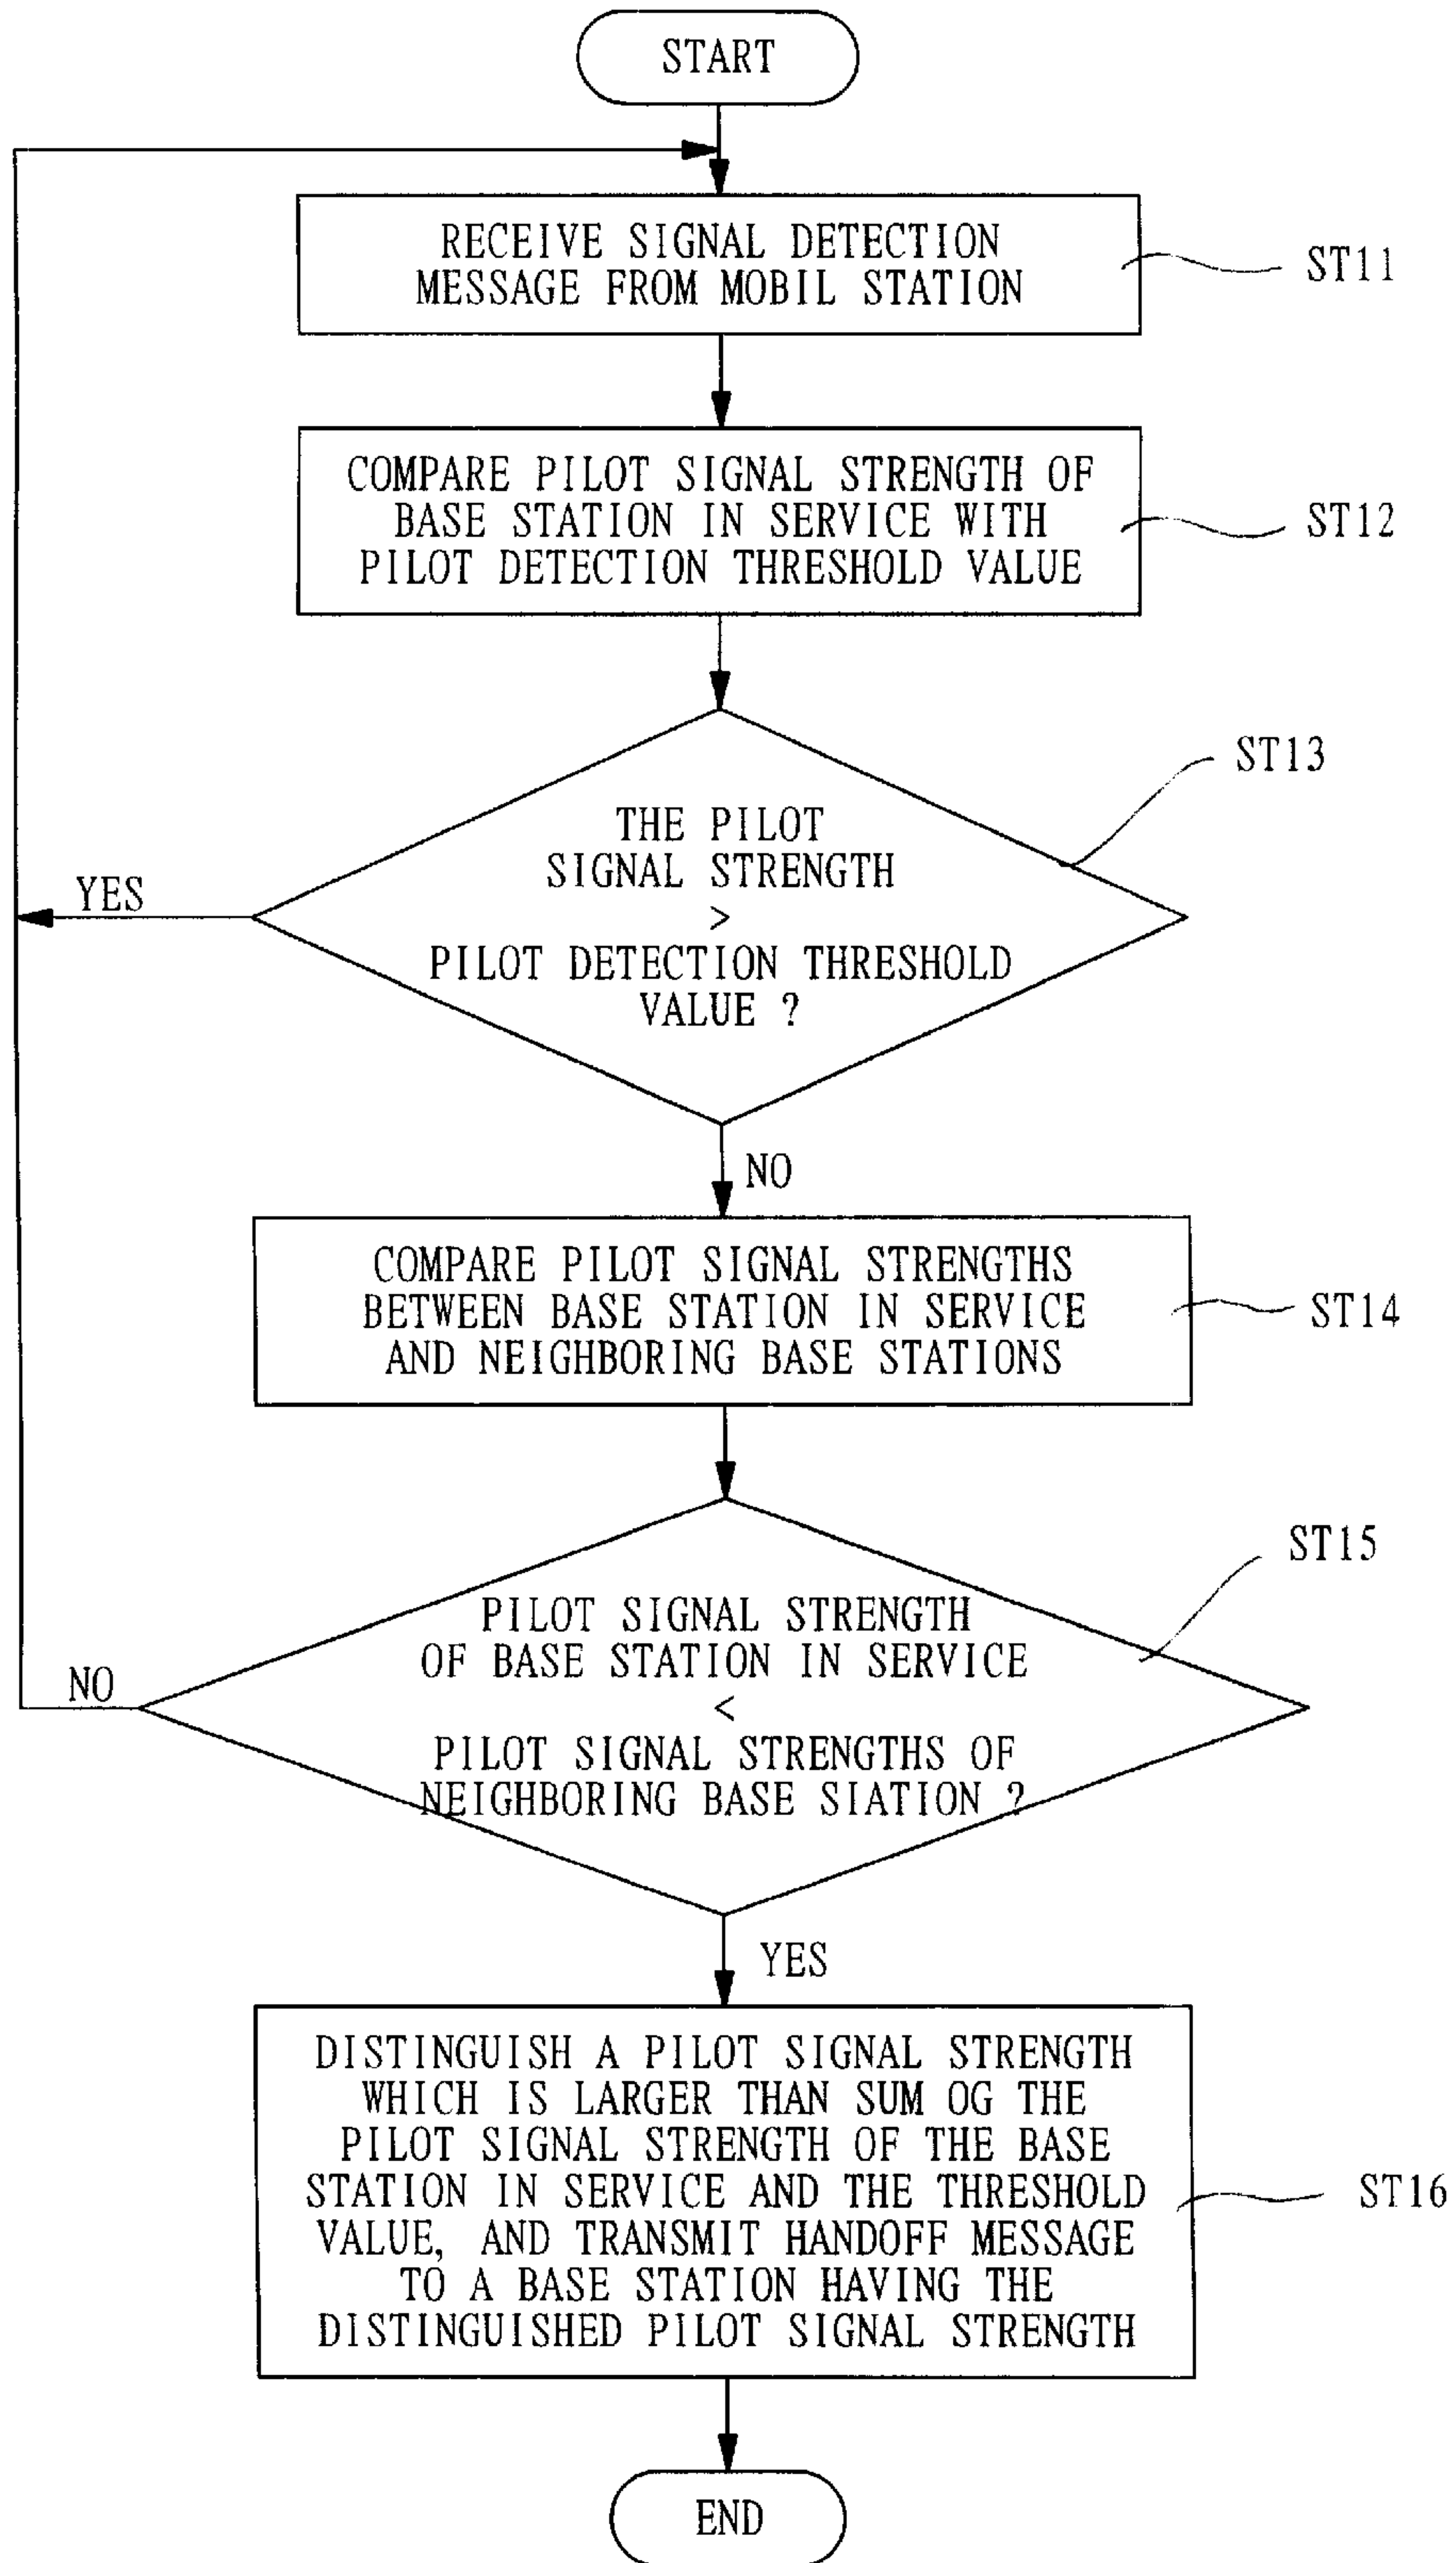 START
RECEIVE SIGNAL DETECTION
MESSAGE FROM MOBIL STATION
ST11
COMPARE PILOT SIGNAL STRENGTH OF
BASE STATION IN SERVICE WITH
PILOT DETECTION THRESHOLD VALUE
ST12
ST13
THE PILOT
SIGNAL STRENGTH
>
PILOT DETECTION THRESHOLD
VALUE ?
YES
NO
COMPARE PILOT SIGNAL STRENGTHS
BETWEEN BASE STATION IN SERVICE
AND NEIGHBORING BASE STATIONS
ST14
ST15
PILOT SIGNAL STRENGTH
OF BASE STATION IN SERVICE
<
PILOT SIGNAL STRENGTHS OF
NEIGHBORING BASE SIATION ?
NO
YES
DISTINGUISH A PILOT SIGNAL STRENGTH
WHICH IS LARGER THAN SUM OG THE
PILOT SIGNAL STRENGTH OF THE BASE
STATION IN SERVICE AND THE THRESHOLD
VALUE, AND TRANSMIT HANDOFF MESSAGE
TO A BASE STATION HAVING THE
DISTINGUISHED PILOT SIGNAL STRENGTH
ST16
END